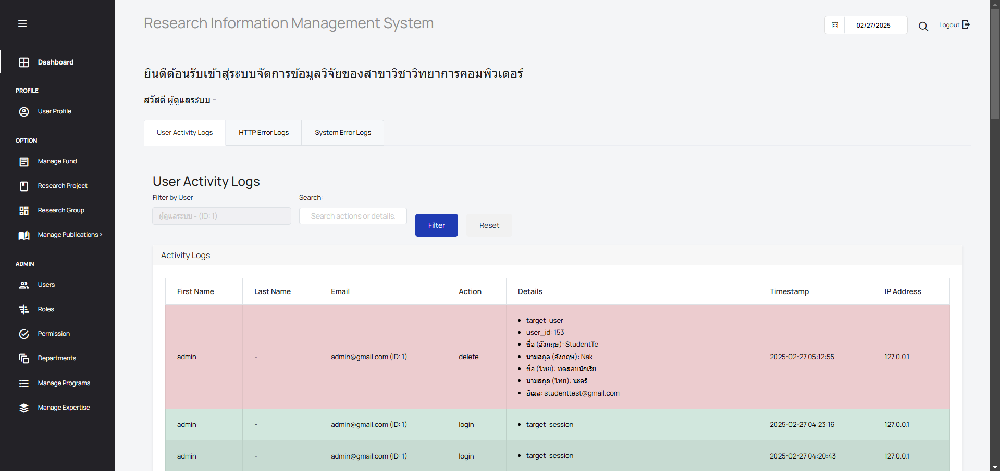 Research Information Management System
02/27/2025
Logout
Dashboard
PROFILE
User Profile
OPTION
Manage Fund
Research Project
Research Group
Manage Publications >
ADMIN
Users
Roles
Permission
Departments
Manage Programs
Manage Expertise
ยินดีต้อนรับเข้าสู่ระบบจัดการข้อมูลวิจัยของสาขาวิชาวิทยาการคอมพิวเตอร์
สวัสดี ผู้ดูแลระบบ -
User Activity Logs HTTP Error Logs System Error Logs
User Activity Logs
Filter by User: Search:
ผู้ดูแลระบบ - (ID: 1) Search actions or details Filter Reset
Activity Logs
First Name Last Name Email Action Details Timestamp IP Address
admin - admin@gmail.com (ID: 1) delete
• target: user
• user_id: 153
• ชื่อ (อังกฤษ): StudentTe
• นามสกุล (อังกฤษ): Nak
• ชื่อ (ไทย): ทดสอบนักเรีย
• นามสกุล (ไทย): นะครั
• อีเมล: studenttest@gmail.com
2025-02-27 05:12:55 127.0.0.1
admin - admin@gmail.com (ID: 1) login • target: session 2025-02-27 04:23:16 127.0.0.1
admin - admin@gmail.com (ID: 1) login • target: session 2025-02-27 04:20:43 127.0.0.1